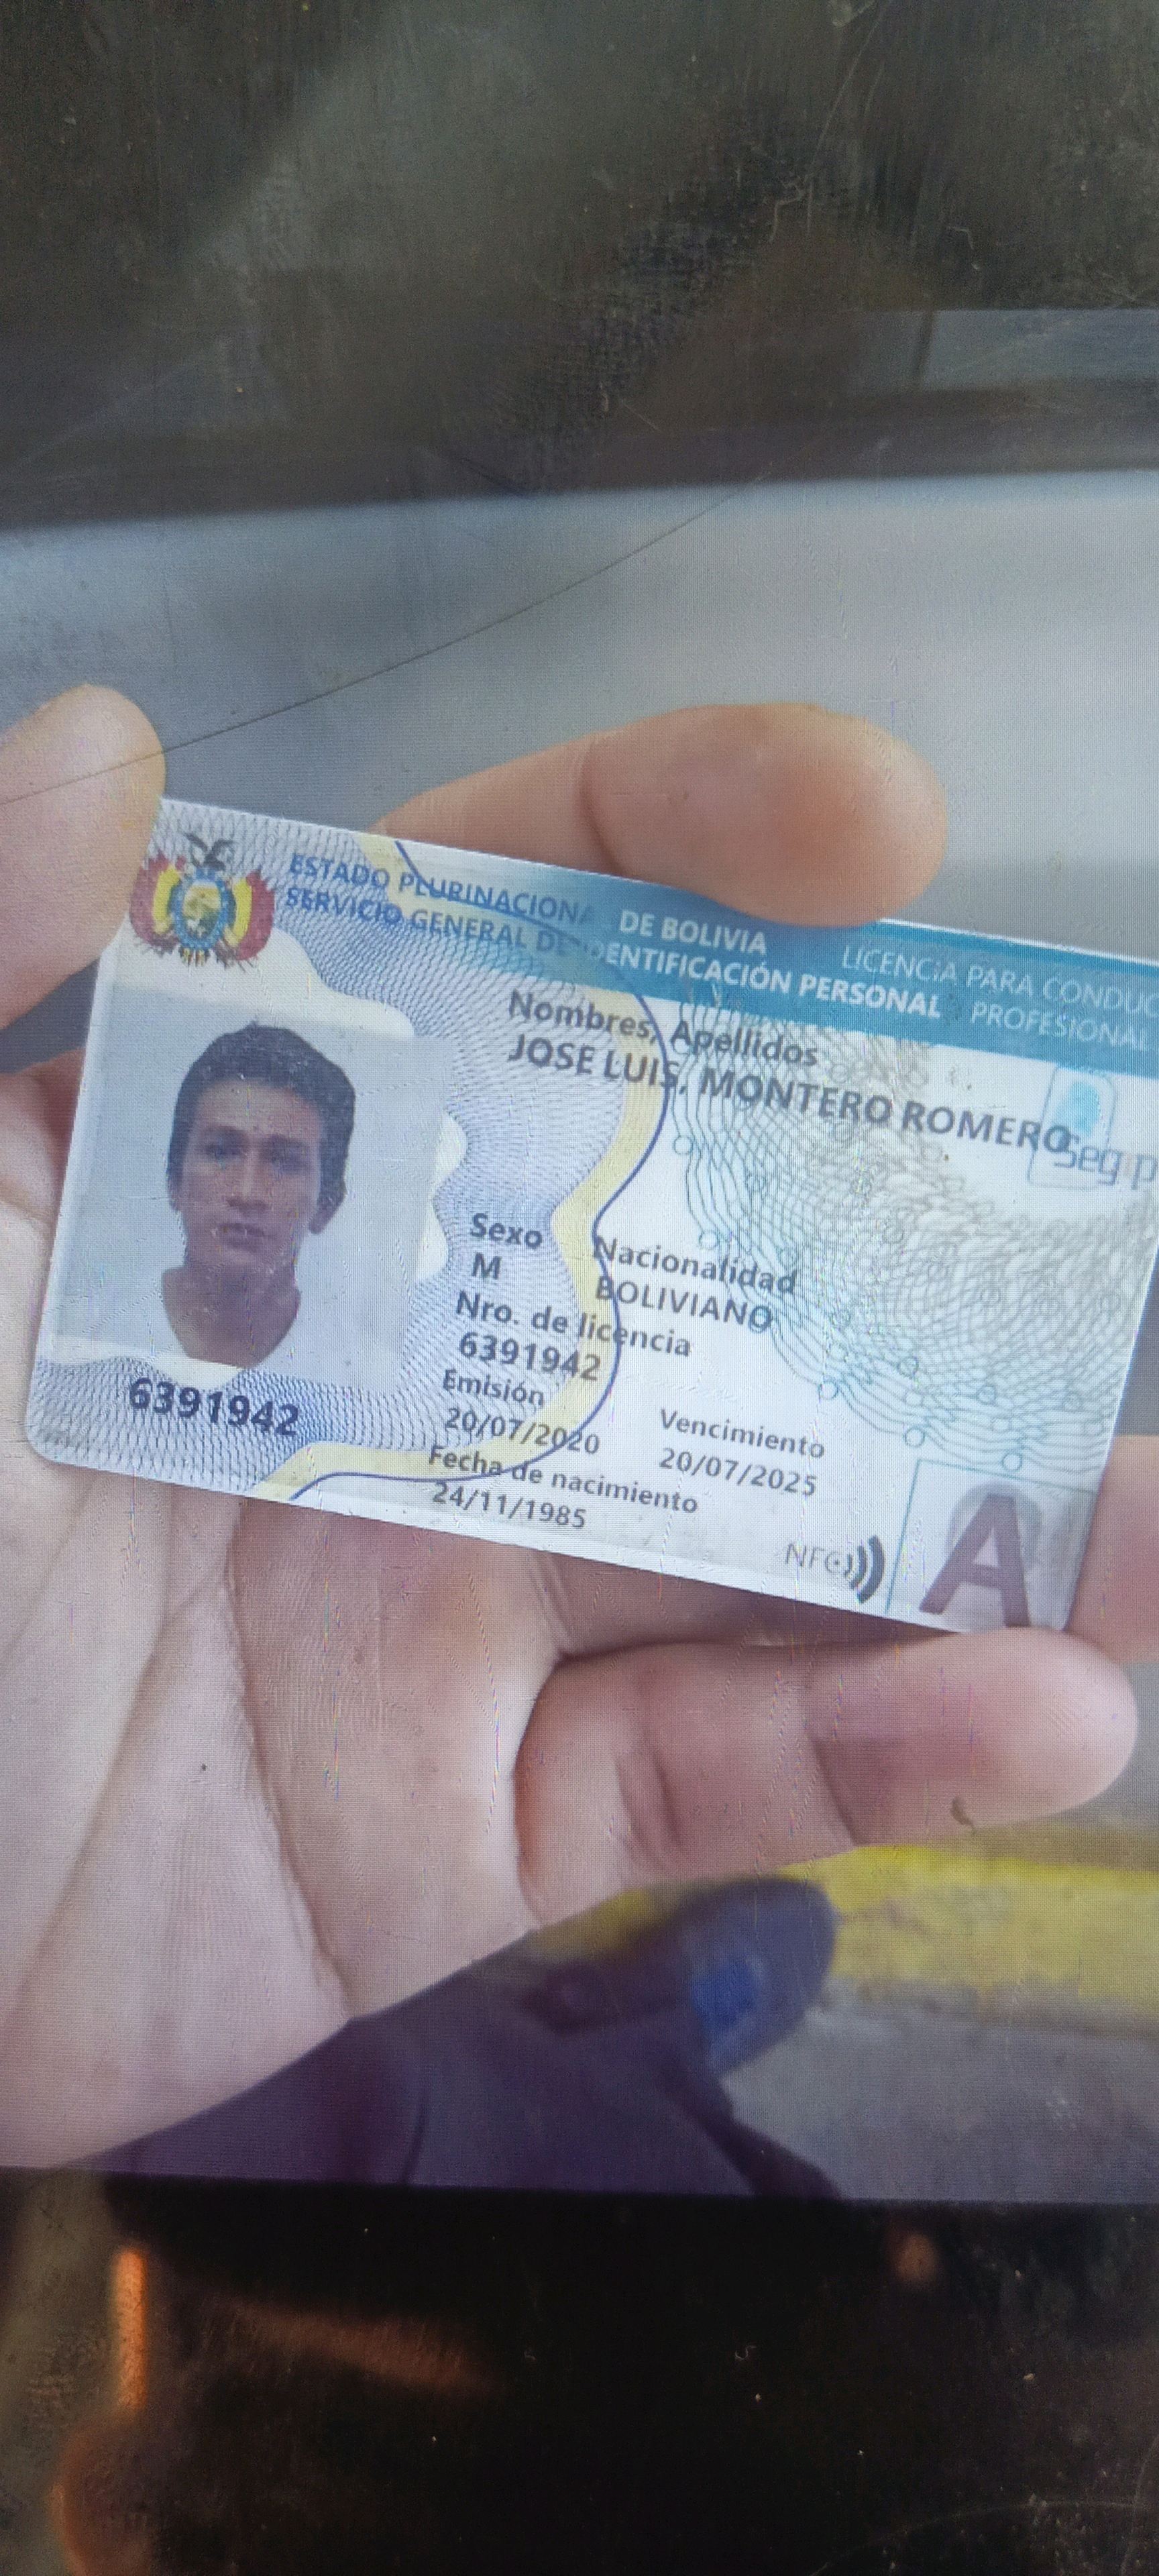 ESTADO PLURINACIONA DE BOLIVIA
SERVICIO GENERAL DE IDENTIFICACIÓN PERSONAL
LICENCIA PARA CONDUC
PROFESIONAL
Nombres, Apellidos
JOSE LUIS, MONTERO ROMERO
Segip
Sexo
M
Nacionalidad
BOLIVIANO
Nro. de licencia
6391942
6391942
Emisión
20/07/2020
Vencimiento
20/07/2025
Fecha de nacimiento
24/11/1985
NFC
A